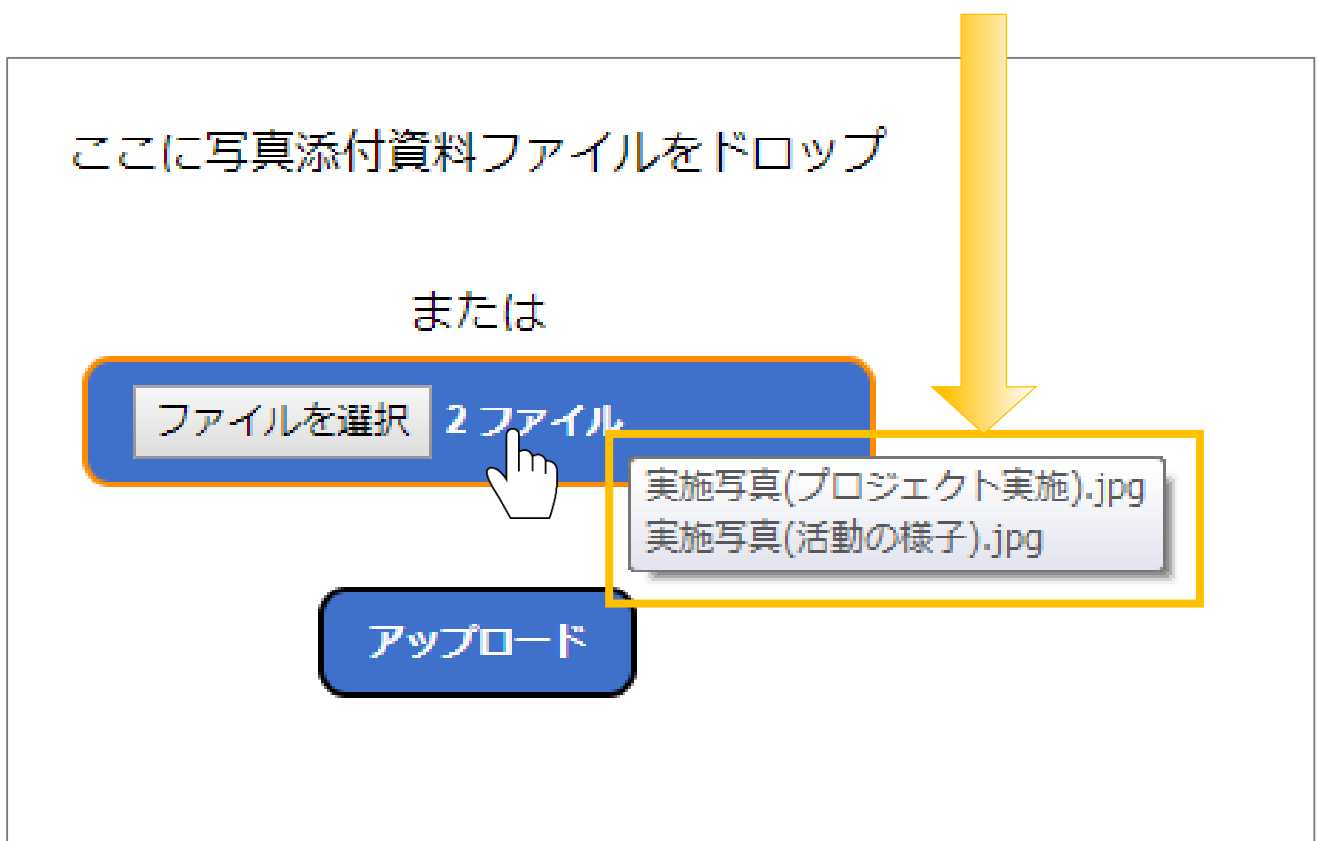 ここに写真添付資料ファイルをドロップ
または
ファイルを選択 2 ファイル
実施写真(プロジェクト実施).jpg
実施写真(活動の様子).jpg
アップロード